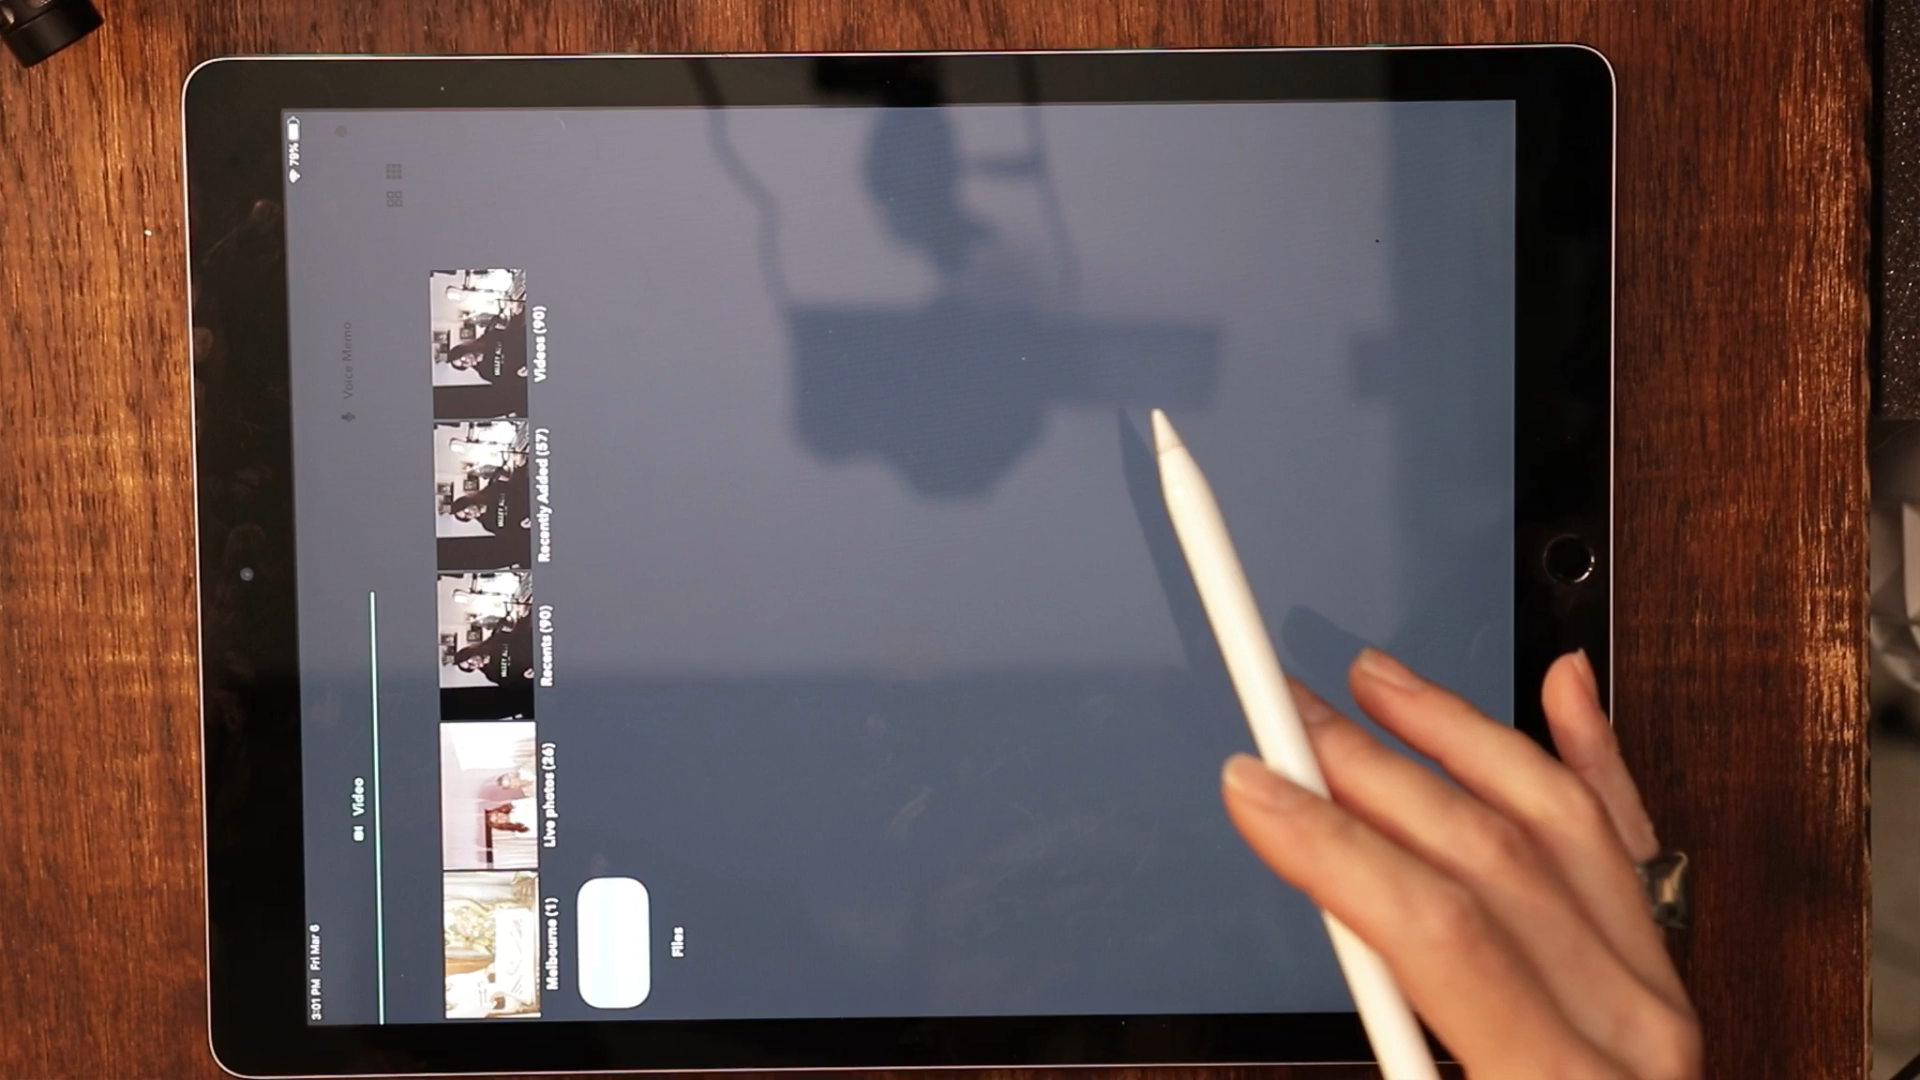 3:01 PM Fri Mar 6
79%
Video
Voice Memo
Melbourne (1)
Live photos (26)
Recents (90)
Recently Added (57)
Videos (90)
Files